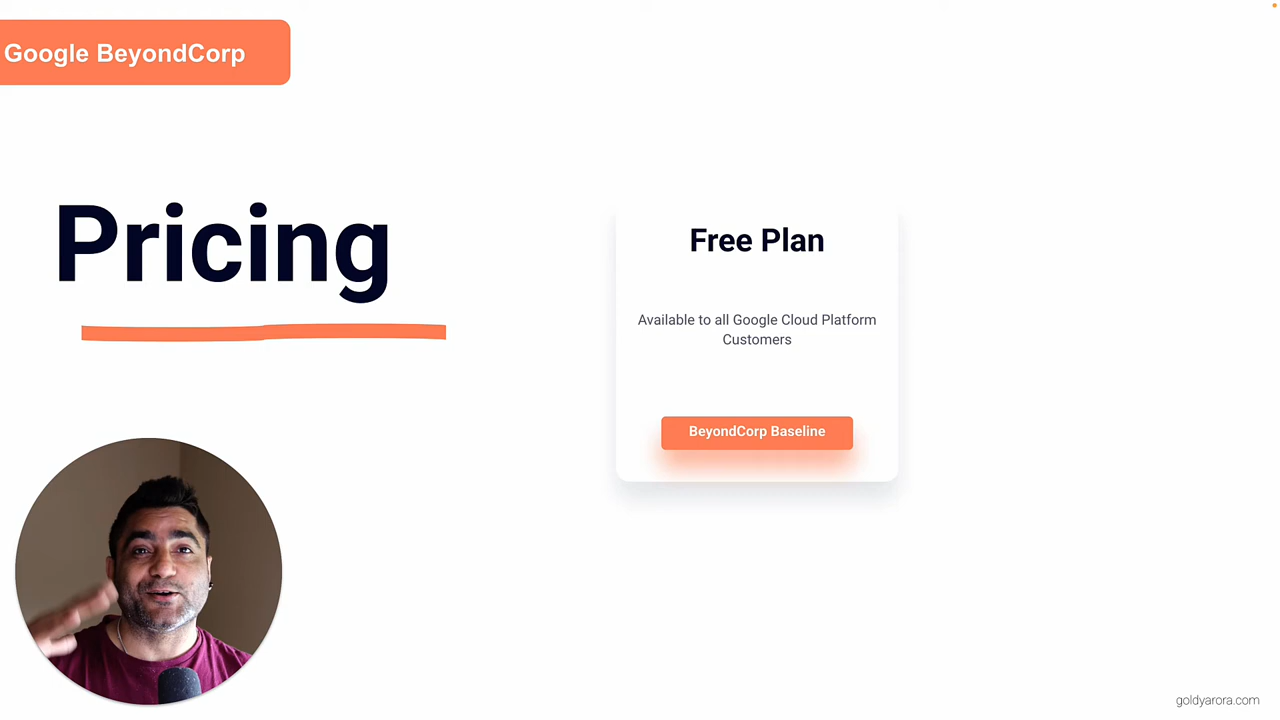 Google BeyondCorp
Pricing
Free Plan
Available to all Google Cloud Platform
Customers
BeyondCorp Baseline
goldyarora.com